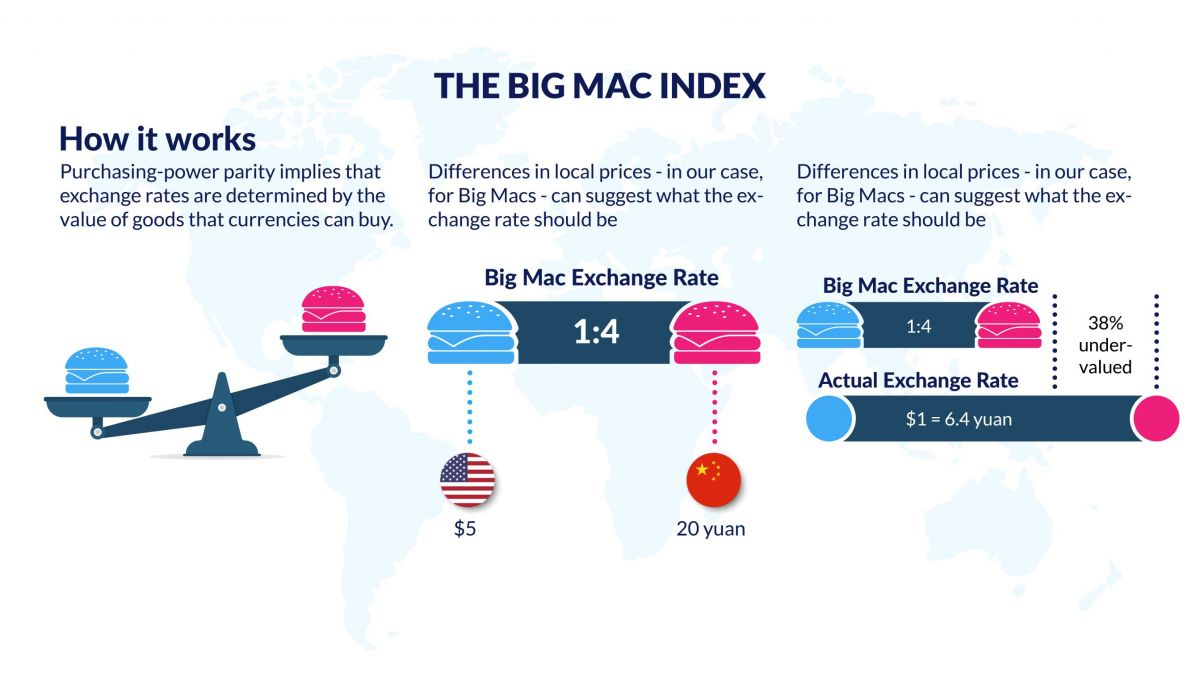 THE BIG MAC INDEX
How it works
Purchasing-power parity implies that
exchange rates are determined by the
value of goods that currencies can buy.
Differences in local prices - in our case,
for Big Macs - can suggest what the ex-
change rate should be
Big Mac Exchange Rate
1:4
$5
20 yuan
Differences in local prices - in our case,
for Big Macs - can suggest what the ex-
change rate should be
Big Mac Exchange Rate
1:4
38%
under-
valued
Actual Exchange Rate
$1 = 6.4 yuan